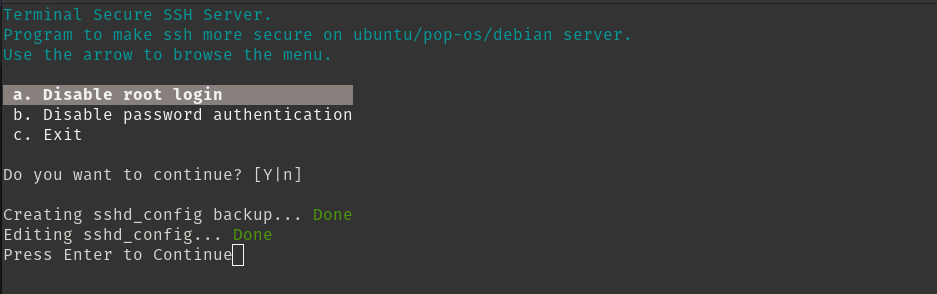 Terminal Secure SSH Server.
Program to make ssh more secure on ubuntu/pop-os/debian server.
Use the arrow to browse the menu.
a. Disable root login
b. Disable password authentication
c. Exit
Do you want to continue? [Y|n]
Creating sshd_config backup... Done
Editing sshd_config... Done
Press Enter to Continue